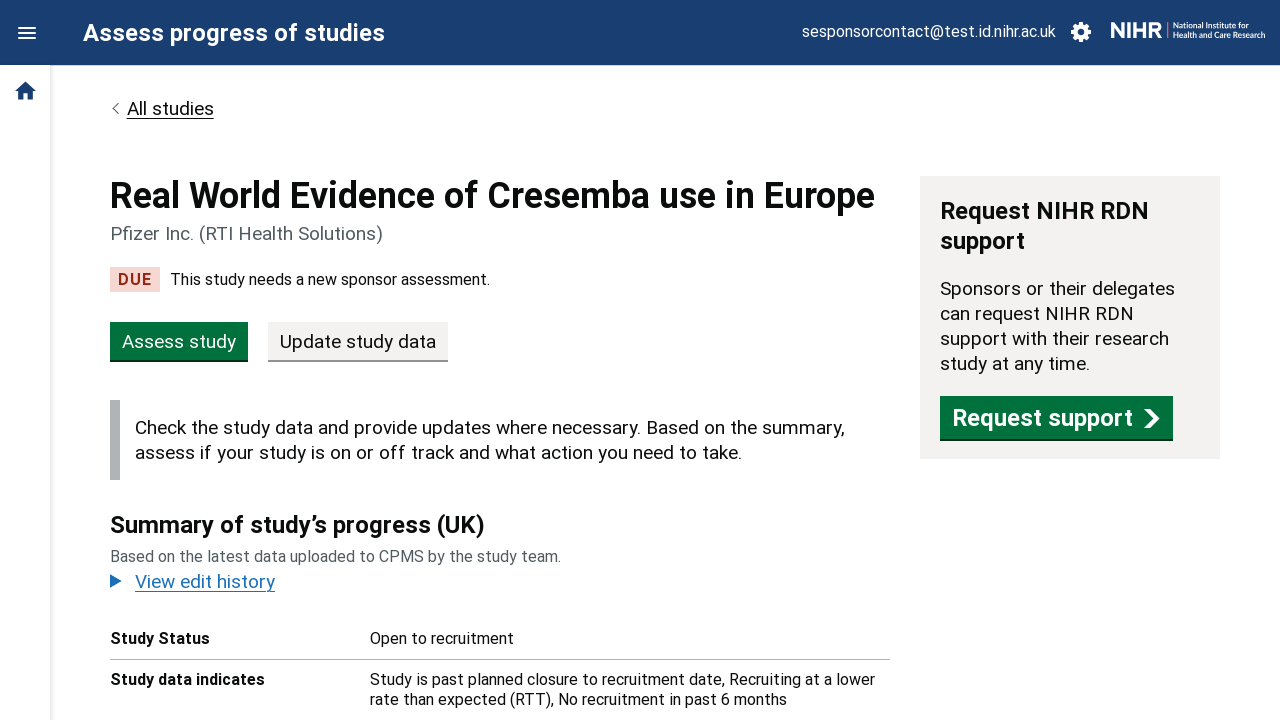 Assess progress of studies
sesponsorcontact@test.id.nihr.ac.uk
NIHR | National Institute for
Health and Care Research
All studies
Real World Evidence of Cresemba use in Europe
Pfizer Inc. (RTI Health Solutions)
DUE This study needs a new sponsor assessment.
Assess study Update study data
Check the study data and provide updates where necessary. Based on the summary,
assess if your study is on or off track and what action you need to take.
Summary of study’s progress (UK)
Based on the latest data uploaded to CPMS by the study team.
View edit history
Study Status Open to recruitment
Study data indicates Study is past planned closure to recruitment date, Recruiting at a lower
rate than expected (RTT), No recruitment in past 6 months
Request NIHR RDN
support
Sponsors or their delegates
can request NIHR RDN
support with their research
study at any time.
Request support